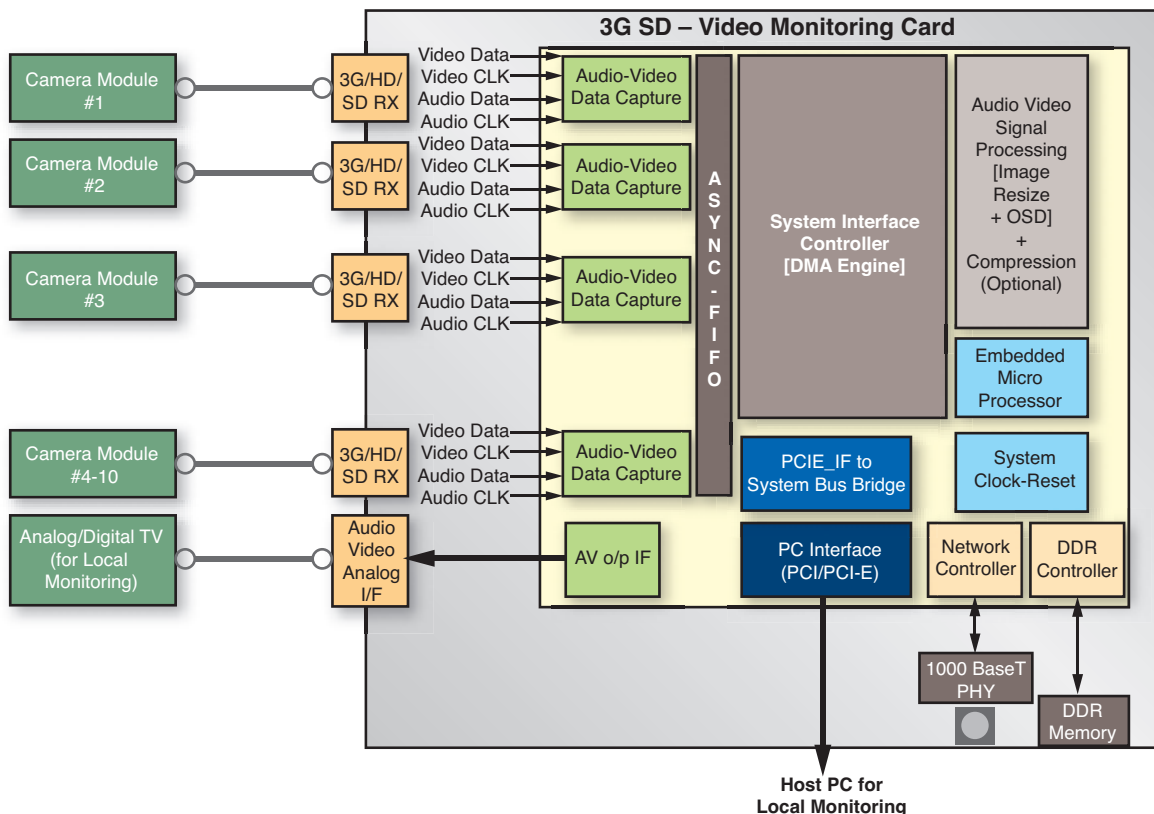 3G SD – Video Monitoring Card
Camera Module
#1
3G/HD/
SD RX
Video Data
Video CLK
Audio Data
Audio CLK
Audio-Video
Data Capture
Camera Module
#2
3G/HD/
SD RX
Video Data
Video CLK
Audio Data
Audio CLK
Audio-Video
Data Capture
Camera Module
#3
3G/HD/
SD RX
Video Data
Video CLK
Audio Data
Audio CLK
Audio-Video
Data Capture
Camera Module
#4-10
3G/HD/
SD RX
Video Data
Video CLK
Audio Data
Audio CLK
Audio-Video
Data Capture
Analog/Digital TV
(for Local
Monitoring)
Audio
Video
Analog
I/F
AV o/p IF
A
S
Y
N
C
-
F
I
F
O
System Interface
Controller
[DMA Engine]
Audio Video
Signal
Processing
[Image
Resize
+ OSD]
+
Compression
(Optional)
Embedded
Micro
Processor
PCIE_IF to
System Bus Bridge
System
Clock-Reset
PC Interface
(PCI/PCI-E)
Network
Controller
DDR
Controller
1000 BaseT
PHY
DDR
Memory
Host PC for
Local Monitoring